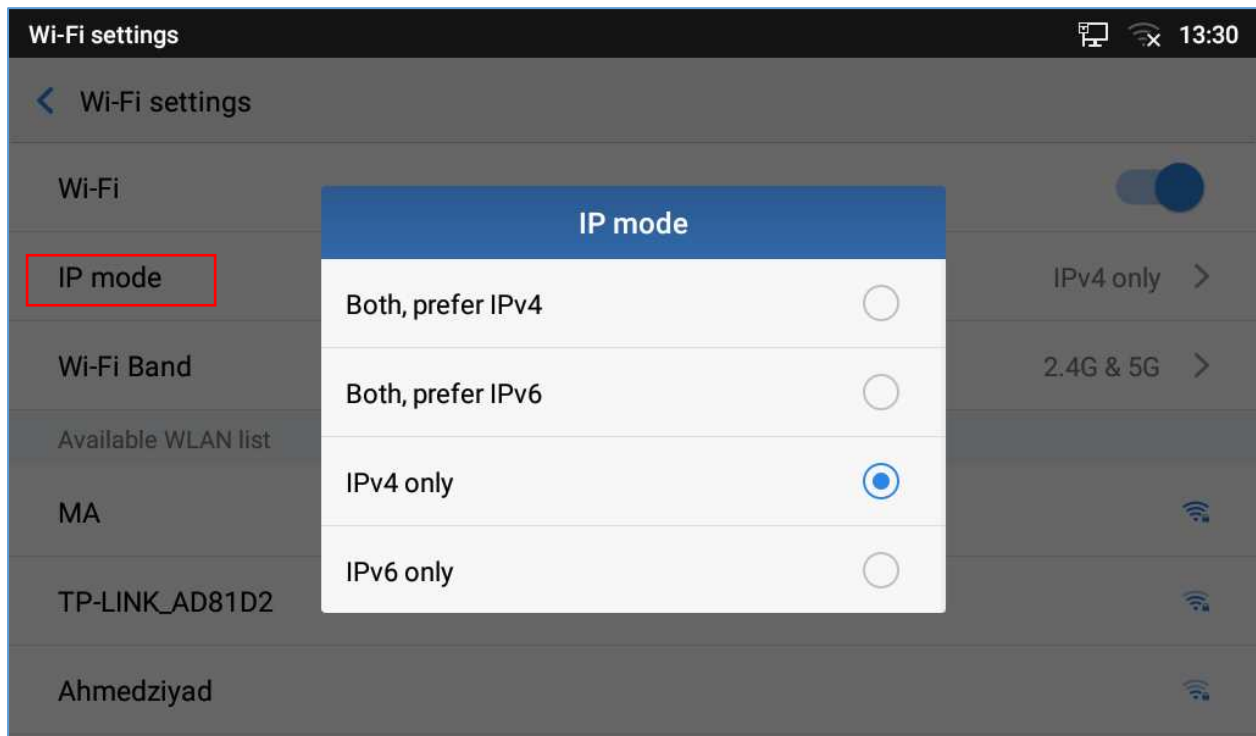 Wi-Fi settings 13:30
Wi-Fi settings
Wi-Fi
IP mode IPv4 only
Wi-Fi Band 2.4G & 5G
Available WLAN list
MA
TP-LINK_AD81D2
Ahmedziyad
IP mode
Both, prefer IPv4
Both, prefer IPv6
IPv4 only
IPv6 only